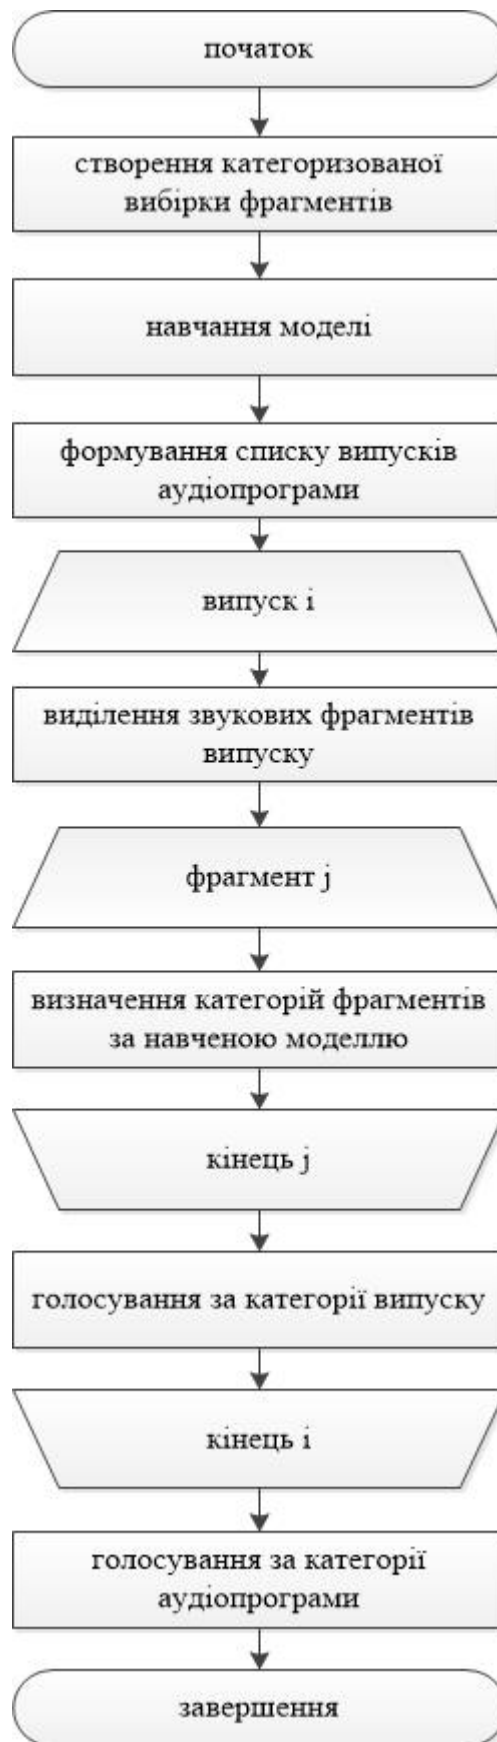 початок
створення категоризованої
вибірки фрагментів
навчання моделі
формування списку випусків
аудіопрограми
випуск і
виділення звукових фрагментів
випуску
фрагмент j
визначення категорій фрагментів
за навченою моделлю
кінець j
голосування за категорії випуску
кінець і
голосування за категорії
аудіопрограми
завершення